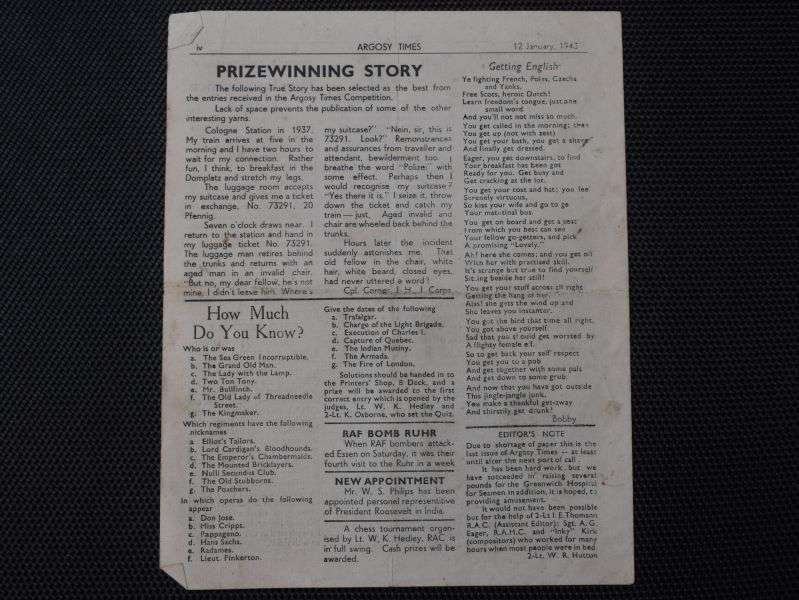 iv ARGOSY TIMES 12 January, 1943
PRIZEWINNING STORY
The following True Story has been selected as the best from
the entries received in the Argosy Times Competition.
Lack of space prevents the publication of some of the other
interesting yarns.
Cologne Station in 1937.
My train arrives at five in the
morning and I have two hours to
wait for my connection. Rather
fun, I think, to breakfast in the
Domplatz and stretch my legs.
The luggage room accepts
my suitcase and gives me a ticket
in exchange, No. 73291, 20
Pfennig.
Seven o'clock draws near. I
return to the station and hand in
my luggage ticket No. 73291.
The luggage man retires behind
the trunks and returns with an
aged man in an invalid chair.
"But no, my dear fellow, he's not
mine, I didn't leave him. Where's
my suitcase?" "Nein, sir, this is
73291. Look?" Remonstrances
and assurances from traveller and
attendant, bewilderment too. I
breathe the word "Polizei" with
some effect. Perhaps then I
would recognise my suitcase?
"Yes there it is." I seize it, throw
down the ticket and catch my
train — just. Aged invalid and
chair are wheeled back behind the
trunks.
Hours later the incident
suddenly astonishes me. That
old fellow in the chair, white
hair, white beard, closed eyes,
had never uttered a word!
Cpl. Corner, J. H., I Corps.
How Much
Do You Know?
Who is or was
a. The Sea Green Incorruptible.
b. The Grand Old Man.
c. The Lady with the Lamp.
d. Two Ton Tony.
e. Mr. Bullfinch.
f. The Old Lady of Threadneedle
Street.
g. The Kingmaker.
Which regiments have the following
nicknames
a. Elliot's Tailors.
b. Lord Cardigan's Bloodhounds.
c. The Emperor's Chambermaids.
d. The Mounted Bricklayers.
e. Nulli Secundis Club.
f. The Old Stubborns.
g. The Poachers.
In which operas do the following
appear
a. Don Jose.
b. Miss Cripps.
c. Pappageno.
d. Hans Sachs.
e. Radames.
f. Lieut. Pinkerton.
Give the dates of the following
a. Trafalgar.
b. Charge of the Light Brigade.
c. Execution of Charles I.
d. Capture of Quebec.
e. The Indian Mutiny.
f. The Armada.
g. The Fire of London.
Solutions should be handed in to
the Printers' Shop, B Deck, and a
prize will be awarded to the first
correct entry which is opened by the
judges, Lt. W. K. Hedley and
2-Lt. K. Osborne, who set the Quiz.
RAF BOMB RUHR
When RAF bombers attack-
ed Essen on Saturday, it was their
fourth visit to the Ruhr in a week
NEW APPOINTMENT
Mr. W. S. Philips has been
appointed personal representative
of President Roosevelt in India.
A chess tournament organ-
ised by Lt. W. K. Hedley, RAC is
in full swing. Cash prizes will be
awarded.
Getting English
Ye fighting French, Poles, Czechs
and Yanks,
Free Scots, heroic Dutch!
Learn freedom's tongue, just one
small word
And you'll not not miss so much.
You get called in the morning; then
You get up (not with zest)
You get your bath, you get a shave
And finally get dressed.
Eager, you get downstairs, to find
Your breakfast has been got
Ready for you. Get busy and
Get cracking at the lot.
You get your coat and hat; you feel
Serenely virtuous,
So kiss your wife and go to get
Your matutinal bus.
You get on board and get a seat
From which you best can see
Your fellow go-getters, and pick
A promising "Lovely."
Ah! here she comes; and you get off
With her with practised skill.
It's strange but true to find yourself
Sitting beside her still!
You get your stuff across all right
Getting the hang of her.
Alas! she gets the wind up and
She leaves you instanter.
You got the bird that time all right,
You got above yourself
Sad that you should get worsted by
A flighty female elf.
So to get back your self respect
You get you to a pub
And get together with some pals
And get down to some grub.
And now that you have got outside
This jingle-jangle junk.
You make a thankful get-away
And thirstily get drunk!
Bobby.
EDITOR'S NOTE
Due to shortage of paper this is the
last issue of Argosy Times — at least
until after the next port of call.
It has been hard work, but we
have succeeded in raising several
pounds for the Greenwich Hospital
for Seamen. In addition, it is hoped, to
providing amusement.
It would not have been possible
but for the help of 2-Lt. I. E. Thomson
R.A.C. (Assistant Editor); Sgt. A. G.
Eager, R.A.M.C. and "Inky" Kirk
(compositors) who worked for many
hours when most people were in bed.
2-Lt. W. R. Hutton